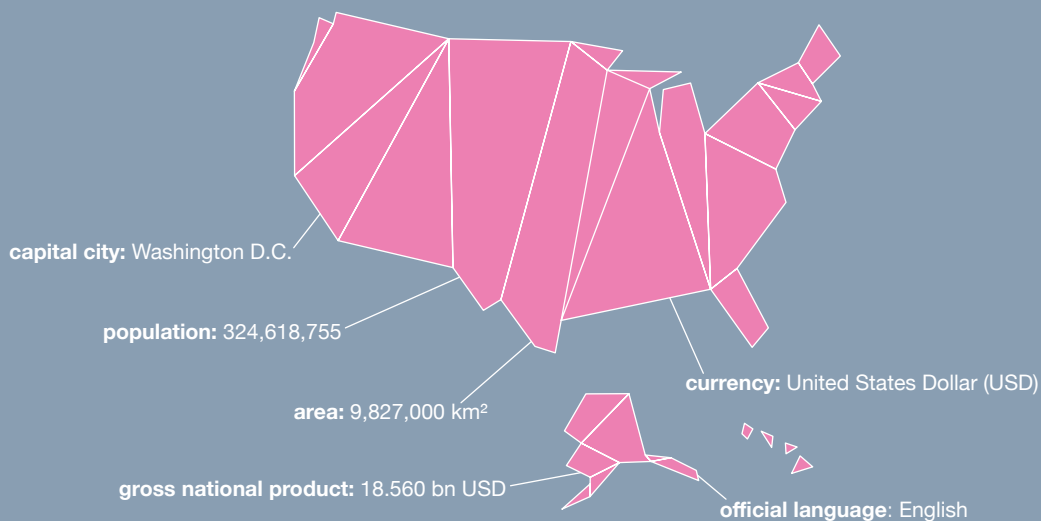 capital city: Washington D.C.
population: 324,618,755
currency: United States Dollar (USD)
area: 9,827,000 km²
gross national product: 18.560 bn USD
official language: English